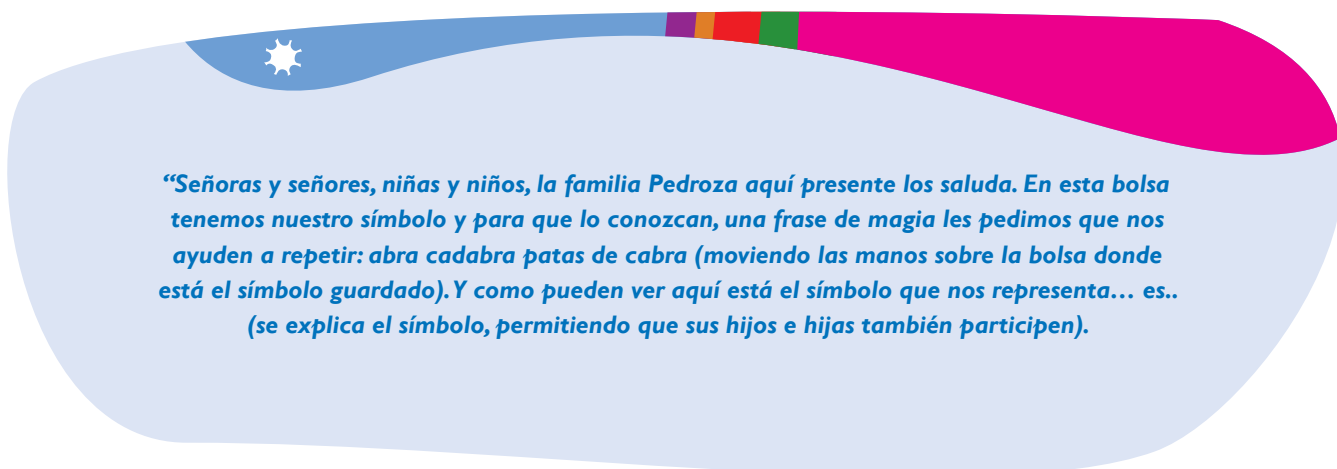 “Señoras y señores, niñas y niños, la familia Pedroza aquí presente los saluda. En esta bolsa
tenemos nuestro símbolo y para que lo conozcan, una frase de magia les pedimos que nos
ayuden a repetir: abra cadabra patas de cabra (moviendo las manos sobre la bolsa donde
está el símbolo guardado). Y como pueden ver aquí está el símbolo que nos representa… es..
(se explica el símbolo, permitiendo que sus hijos e hijas también participen).